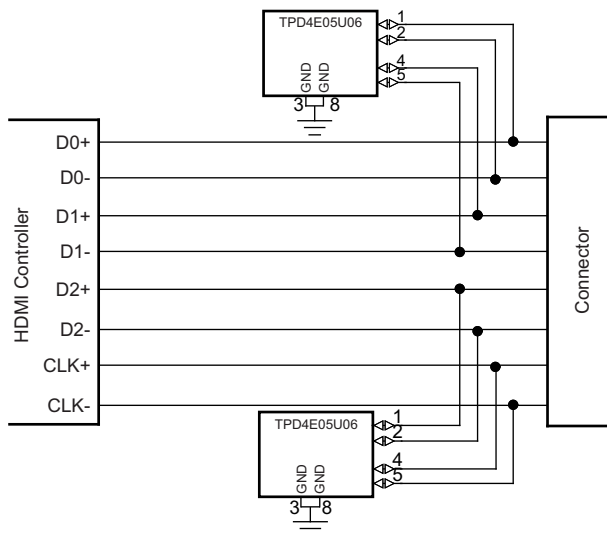 TPD4E05U06
1
2
4
5
GND
GND
3
8
HDMI Controller
D0+
D0-
D1+
D1-
D2+
D2-
CLK+
CLK-
Connector
TPD4E05U06
1
2
4
5
GND
GND
3
8